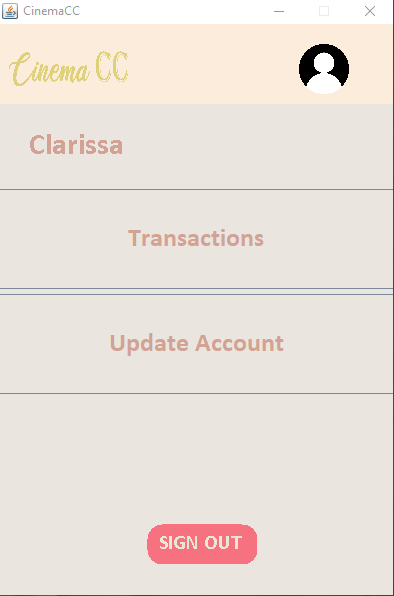 CinemaCC
Cinema CC
Clarissa
Transactions
Update Account
SIGN OUT